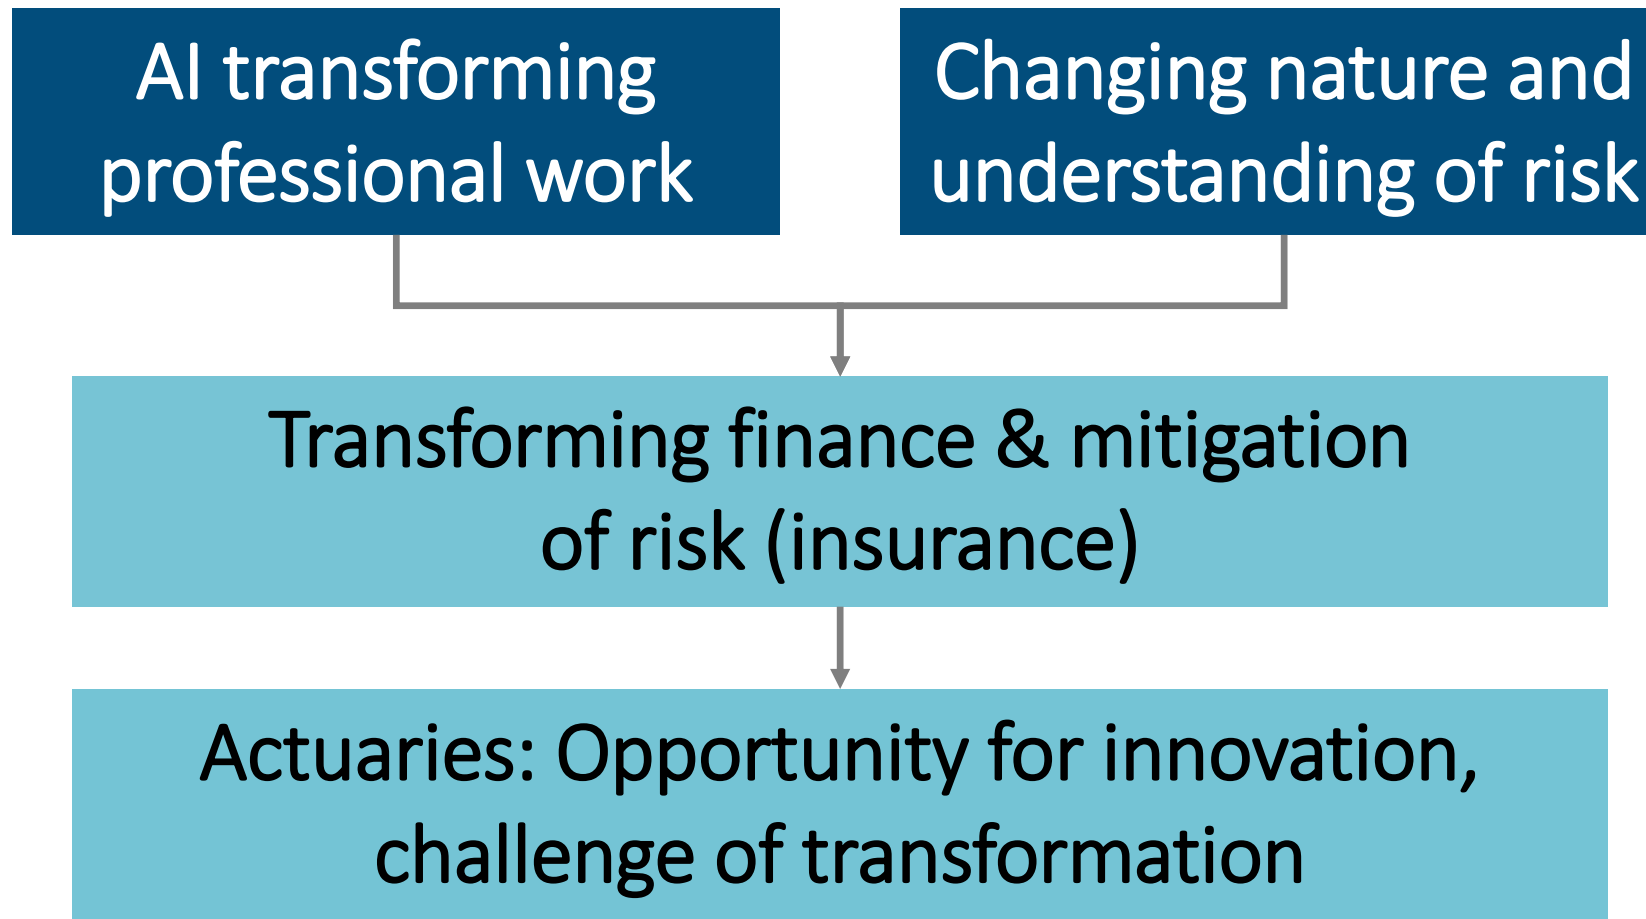 AI transforming
professional work
Changing nature and
understanding of risk
Transforming finance & mitigation
of risk (insurance)
Actuaries: Opportunity for innovation,
challenge of transformation